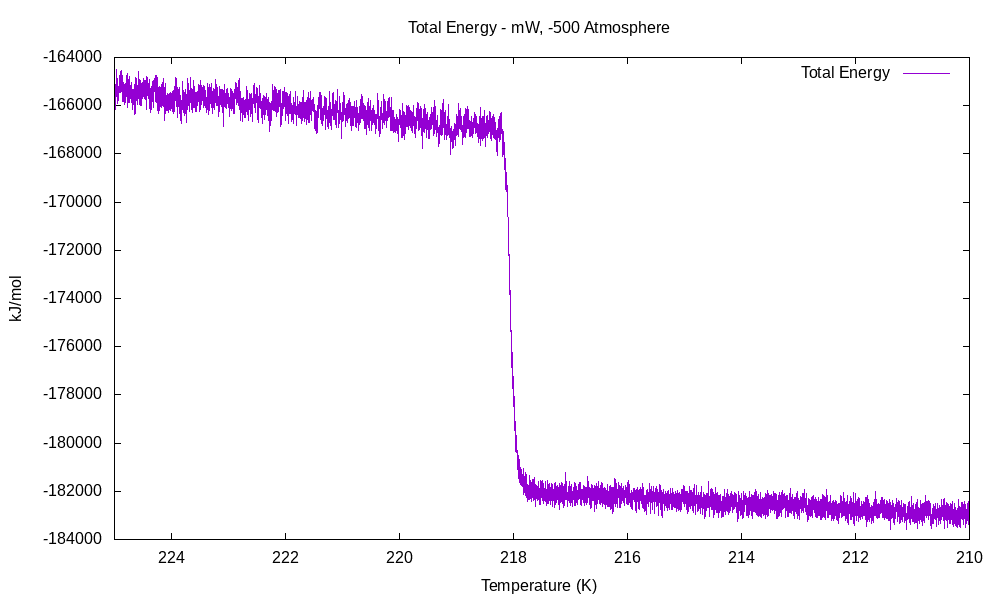 Total Energy - mW, -500 Atmosphere
Total Energy
-164000
-166000
-168000
-170000
-172000
-174000
-176000
-178000
-180000
-182000
-184000
kJ/mol
224 222 220 218 216 214 212 210
Temperature (K)